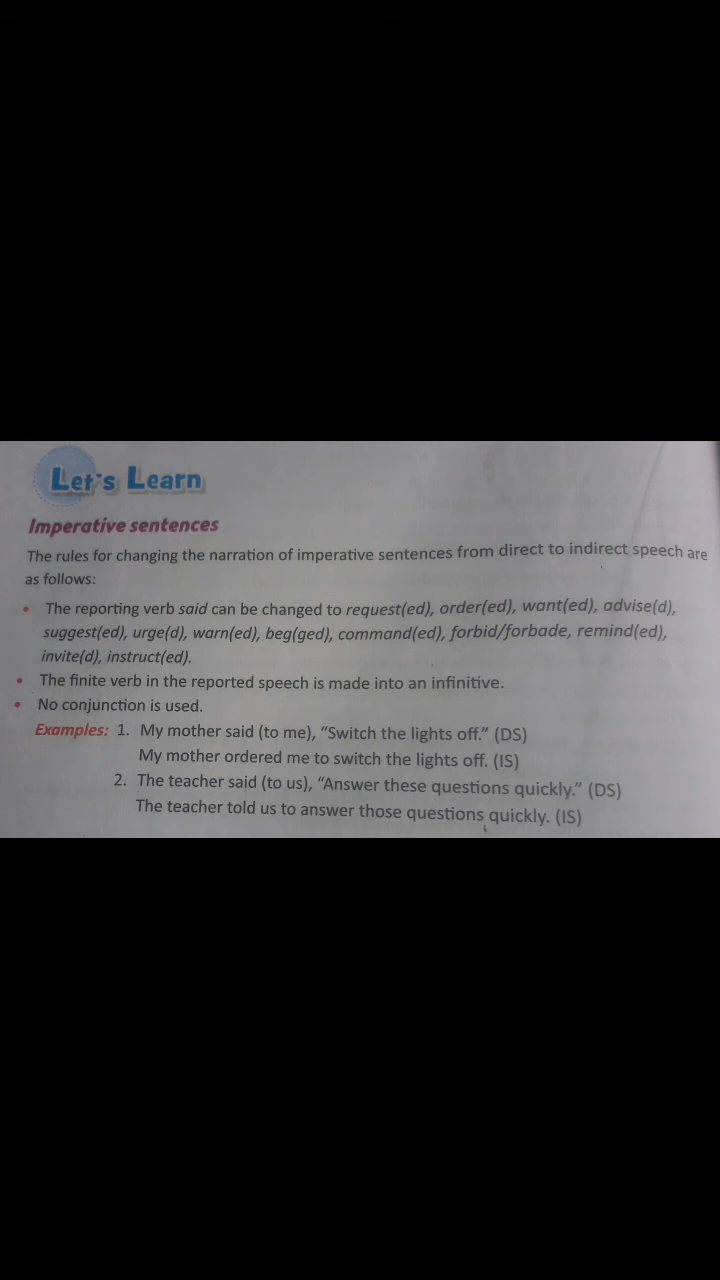 Let's Learn
Imperative sentences
The rules for changing the narration of imperative sentences from direct to indirect speech are
as follows:
• The reporting verb said can be changed to request(ed), order(ed), want(ed), advise(d),
suggest(ed), urge(d), warn(ed), beg(ged), command(ed), forbid/forbade, remind(ed),
invite(d), instruct(ed).
• The finite verb in the reported speech is made into an infinitive.
• No conjunction is used.
Examples: 1. My mother said (to me), “Switch the lights off.” (DS)
My mother ordered me to switch the lights off. (IS)
2. The teacher said (to us), “Answer these questions quickly.” (DS)
The teacher told us to answer those questions quickly. (IS)